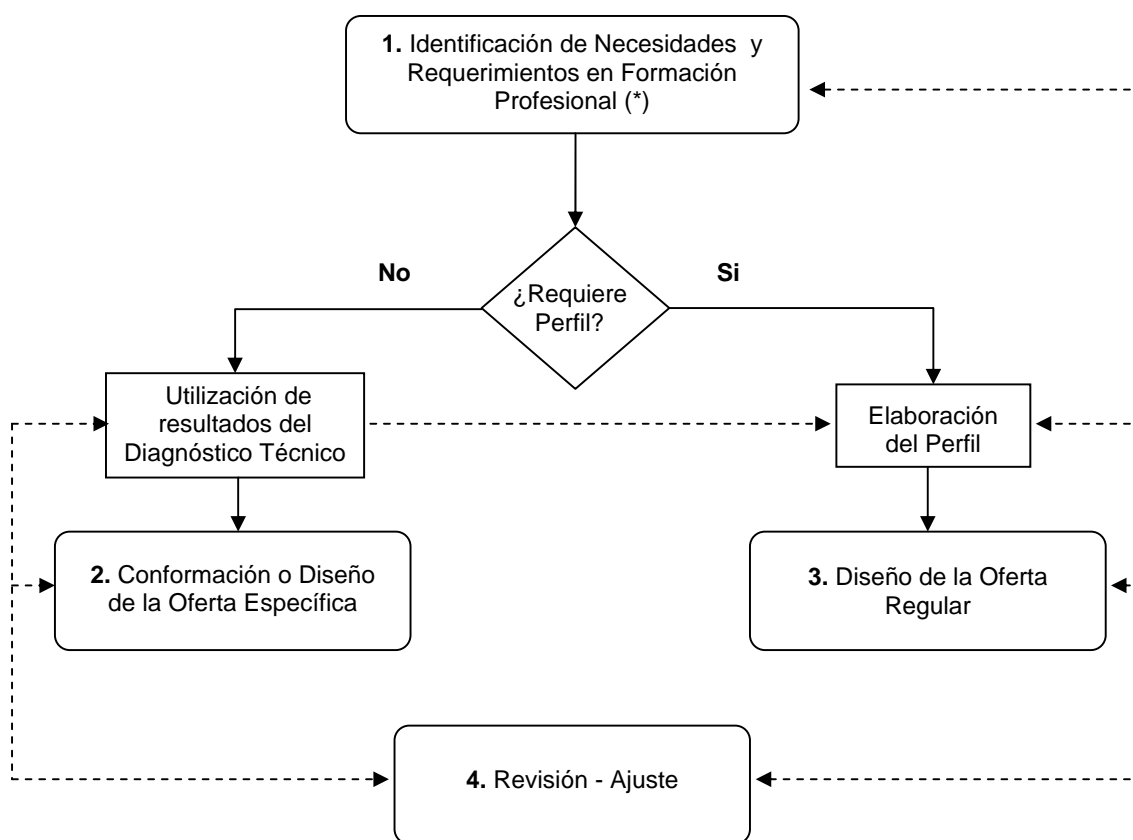 1. Identificación de Necesidades y
Requerimientos en Formación
Profesional (*)
No
Si
¿Requiere
Perfil?
Utilización de
resultados del
Diagnóstico Técnico
Elaboración
del Perfil
2. Conformación o Diseño
de la Oferta Específica
3. Diseño de la Oferta
Regular
4. Revisión - Ajuste